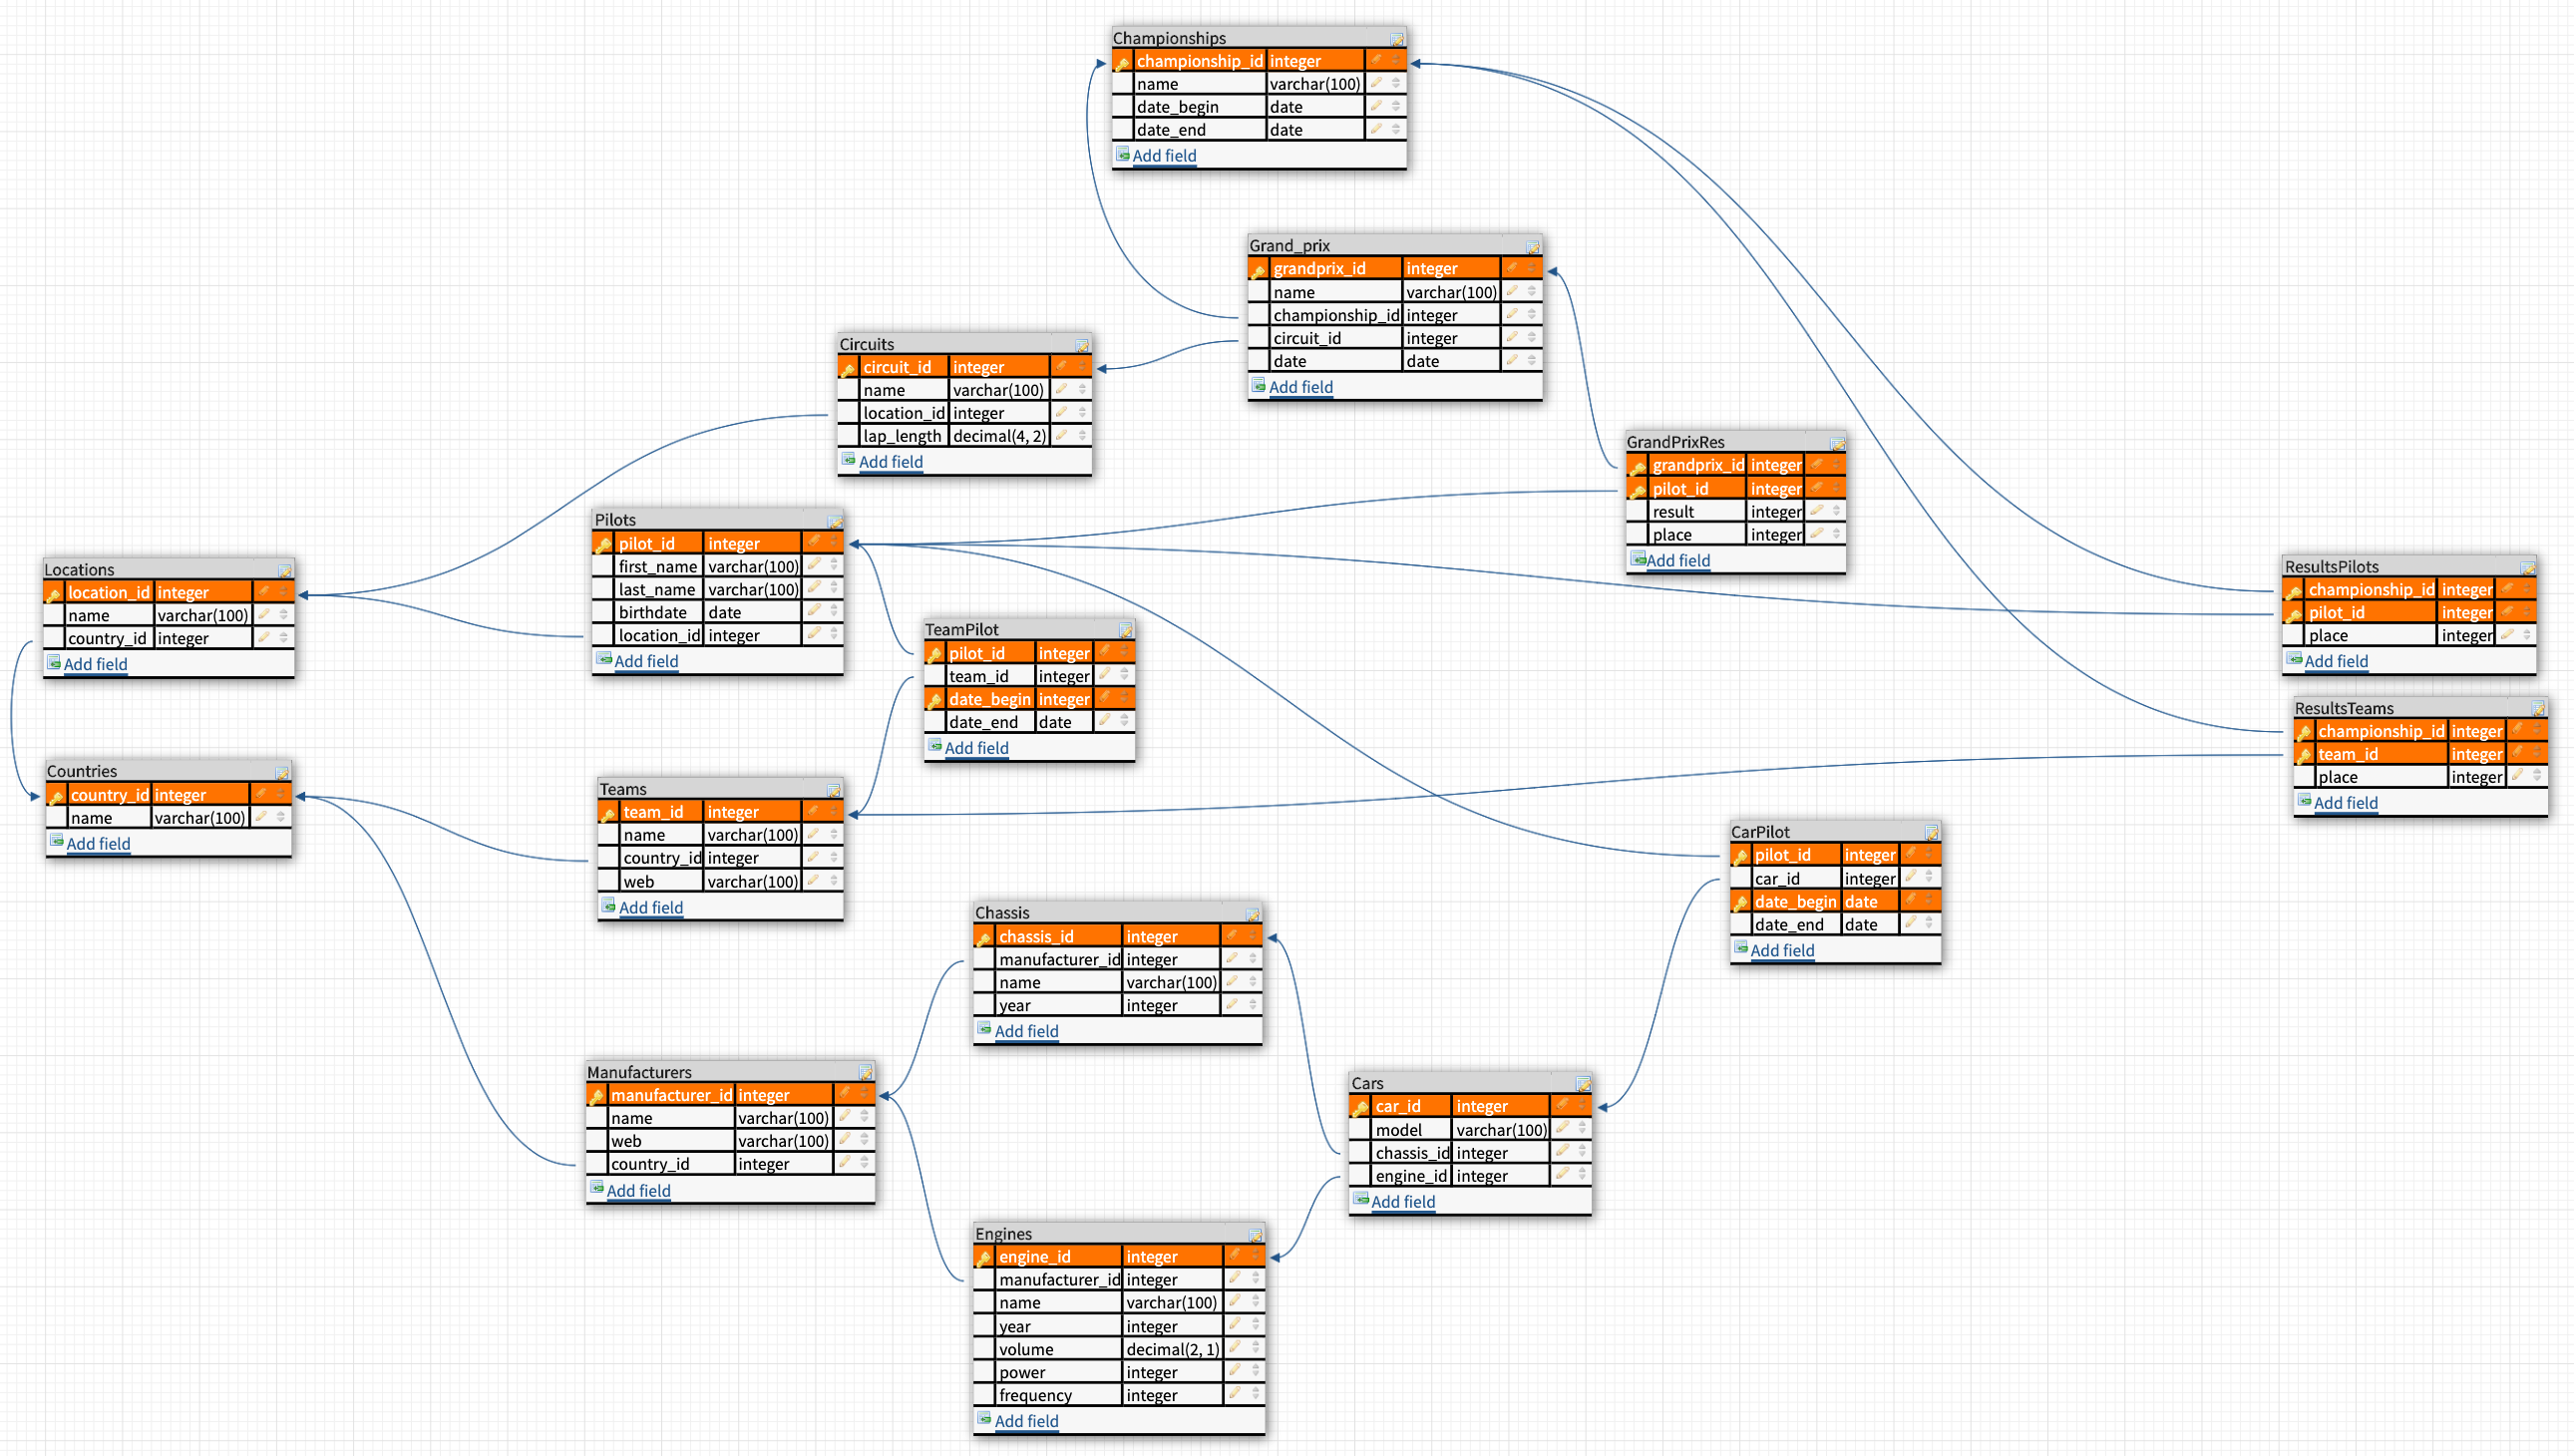 Championships
championship_id integer
name varchar(100)
date_begin date
date_end date
Add field
Grand_prix
grandprix_id integer
name varchar(100)
championship_id integer
circuit_id integer
date date
Add field
Circuits
circuit_id integer
name varchar(100)
location_id integer
lap_length decimal(4, 2)
Add field
GrandPrixRes
grandprix_id integer
pilot_id integer
result integer
place integer
Add field
Pilots
pilot_id integer
first_name varchar(100)
last_name varchar(100)
birthdate date
location_id integer
Add field
Locations
location_id integer
name varchar(100)
country_id integer
Add field
ResultsPilots
championship_id integer
pilot_id integer
place integer
Add field
TeamPilot
pilot_id integer
team_id integer
date_begin integer
date_end date
Add field
ResultsTeams
championship_id integer
team_id integer
place integer
Add field
Countries
country_id integer
name varchar(100)
Add field
Teams
team_id integer
name varchar(100)
country_id integer
web varchar(100)
Add field
CarPilot
pilot_id integer
car_id integer
date_begin date
date_end date
Add field
Chassis
chassis_id integer
manufacturer_id integer
name varchar(100)
year integer
Add field
Manufacturers
manufacturer_id integer
name varchar(100)
web varchar(100)
country_id integer
Add field
Cars
car_id integer
model varchar(100)
chassis_id integer
engine_id integer
Add field
Engines
engine_id integer
manufacturer_id integer
name varchar(100)
year integer
volume decimal(2, 1)
power integer
frequency integer
Add field